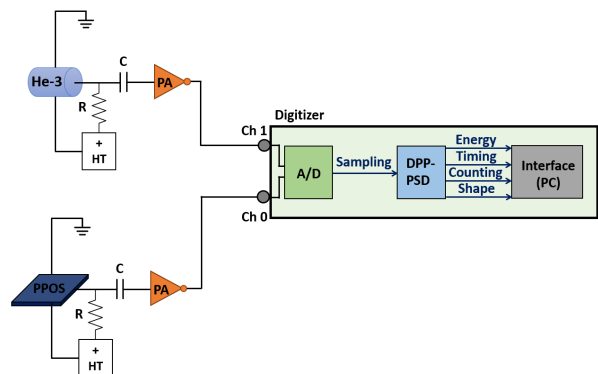 He-3
C
PA
R
+
HT
Digitizer
Ch 1
A/D
Sampling
DPP-
PSD
Energy
Timing
Counting
Shape
Interface
(PC)
Ch 0
PPOS
C
PA
R
+
HT